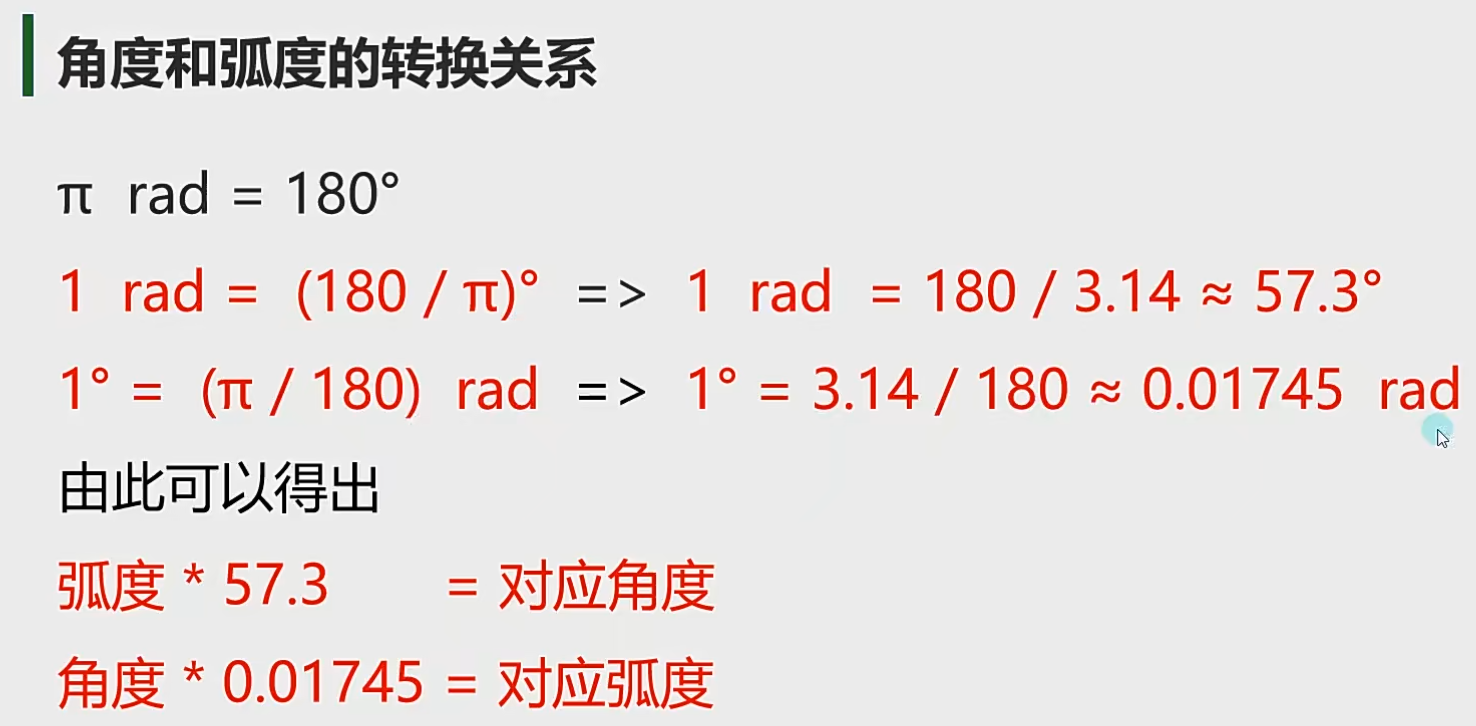 角度和弧度的转换关系
π rad = 180°
1 rad = (180 / π)° => 1 rad = 180 / 3.14 ≈ 57.3°
1° = (π / 180) rad => 1° = 3.14 / 180 ≈ 0.01745 rad
由此可以得出
弧度 * 57.3 = 对应角度
角度 * 0.01745 = 对应弧度